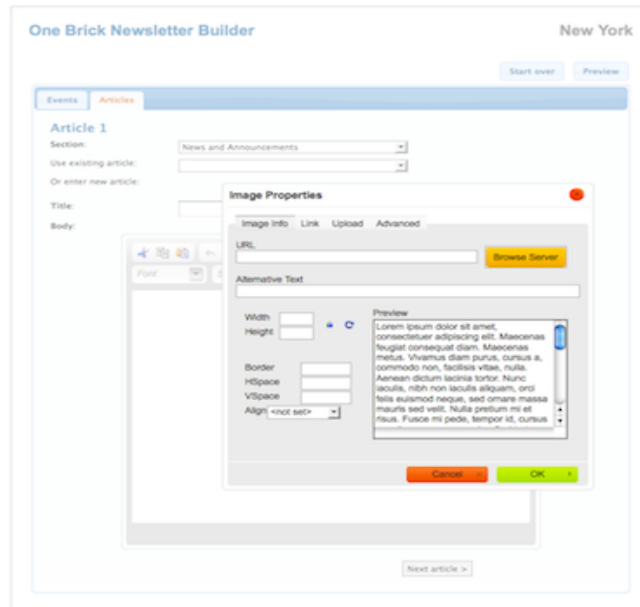 One Brick Newsletter Builder
New York
Start over
Preview
Events
Articles
Article 1
Section:
News and Announcements
Use existing article:
Or enter new article:
Title:
Body:
Font
Image Properties
Image Info
Link
Upload
Advanced
URL
Browse Server
Alternative Text
Width
Height
Border
HSpace
VSpace
Align <not set>
Preview
Lorem ipsum dolor sit amet,
consectetuer adipiscing elit. Maecenas
feugiat consequat diam. Maecenas
metus. Vivamus diam purus, cursus a,
commodo non, facilisis vitae, nulla.
Aenean dictum lacinia tortor. Nunc
iaculis, nibh non iaculis aliquam, orci
felis euismod neque, sed ornare massa
mauris sed velit. Nulla pretium mi et
risus. Fusce mi pede, tempor id, cursus
Cancel
OK
Next article >